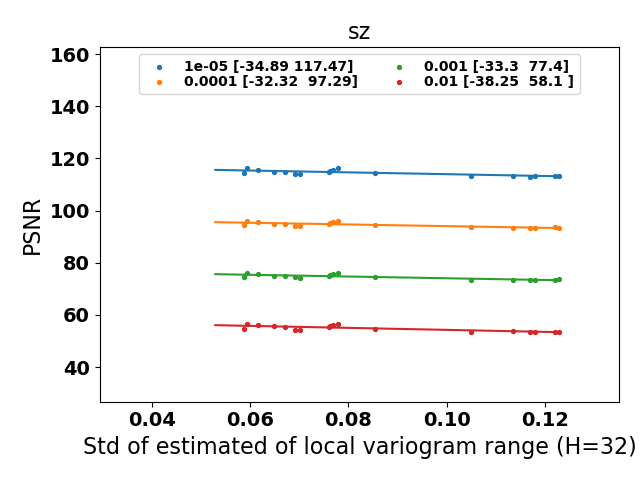 sz
1e-05 [-34.89 117.47]
0.0001 [-32.32  97.29]
0.001 [-33.3  77.4]
0.01 [-38.25  58.1 ]
PSNR
160
140
120
100
80
60
40
0.04 0.06 0.08 0.10 0.12
Std of estimated of local variogram range (H=32)